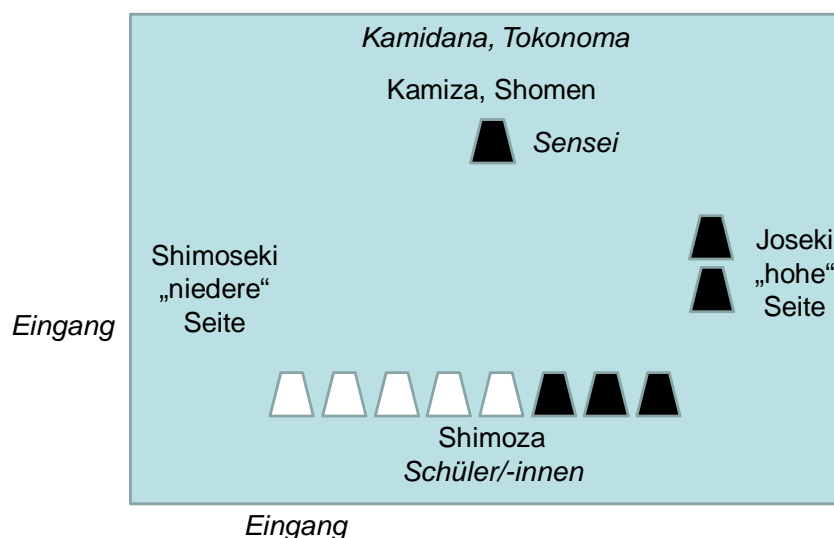 Kamidana, Tokonoma
Kamiza, Shomen
Sensei
Shimoseki
„niedere“
Seite
Joseki
„hohe“
Seite
Eingang
Shimoza
Schüler/-innen
Eingang